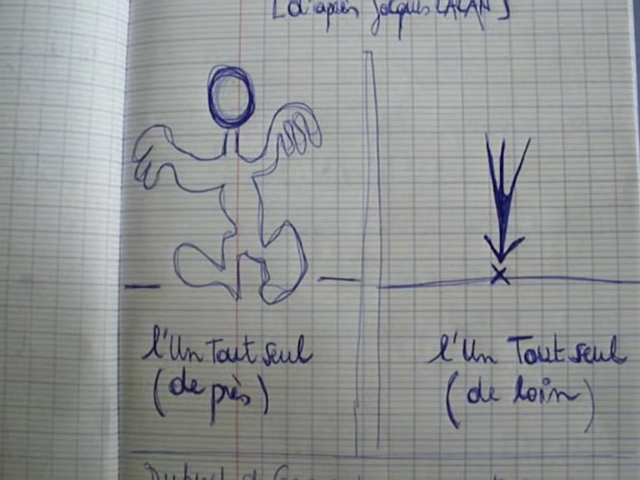 [d'après Jacques LACAN]
l'Un Tout seul
(de près)
l'Un Tout seul
(de loin)